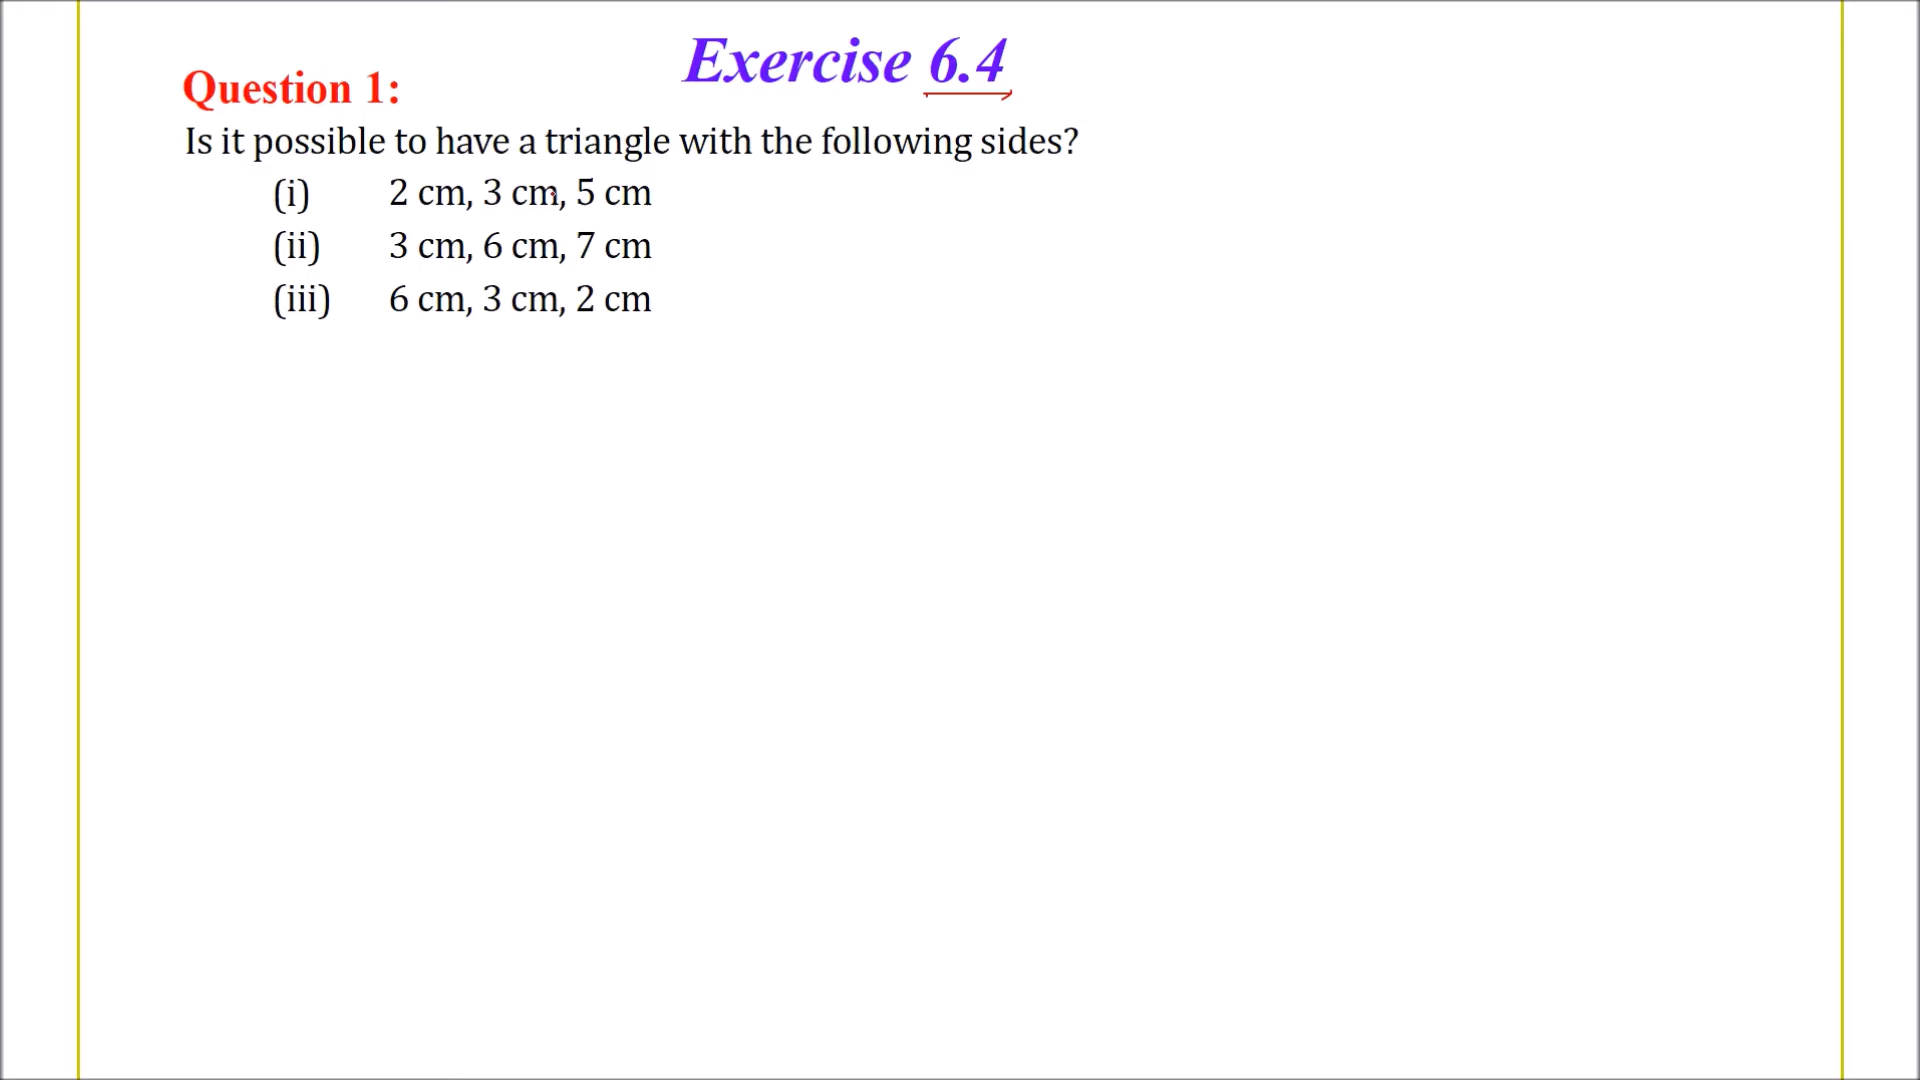 Exercise 6.4
Question 1:
Is it possible to have a triangle with the following sides?
(i) 2 cm, 3 cm, 5 cm
(ii) 3 cm, 6 cm, 7 cm
(iii) 6 cm, 3 cm, 2 cm